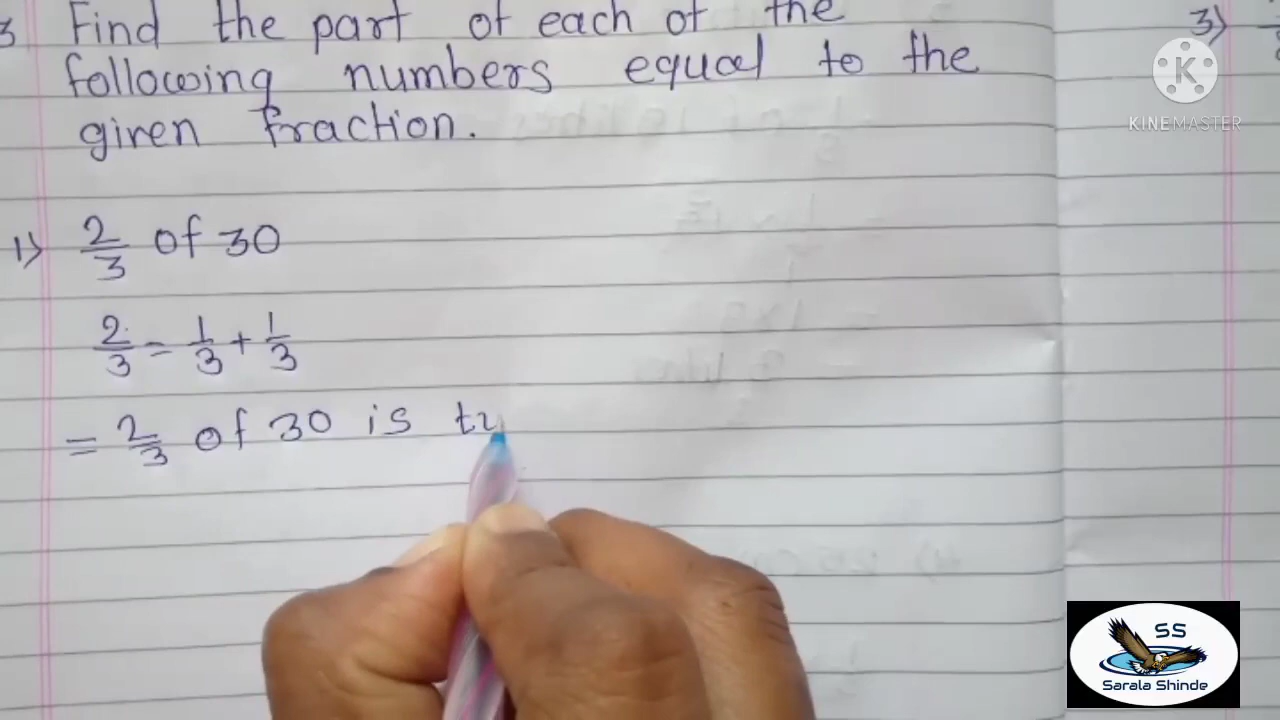 3 Find the part of each of the
following numbers equal to the
given fraction.
1) 2/3 of 30
2/3 = 1/3 + 1/3
= 2/3 of 30 is
3)
KINEMASTER
SS
Sarala Shinde